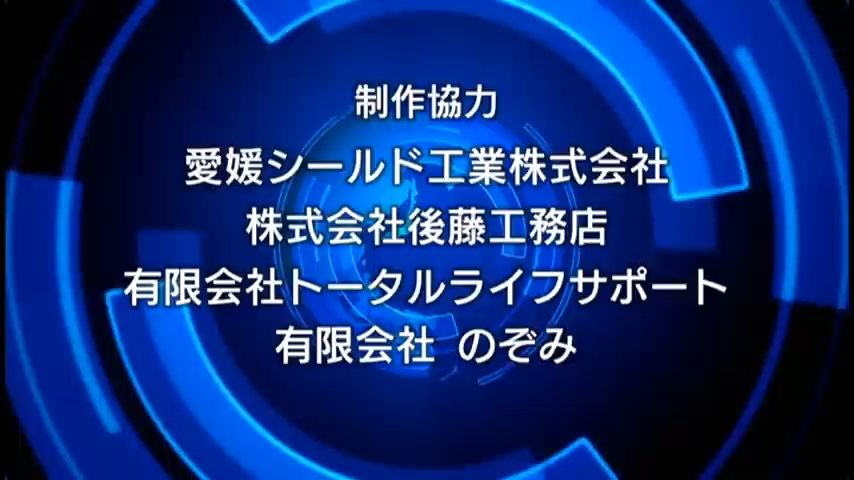 制作協力
愛媛シールド工業株式会社
株式会社後藤工務店
有限会社トータルライフサポート
有限会社 のぞみ